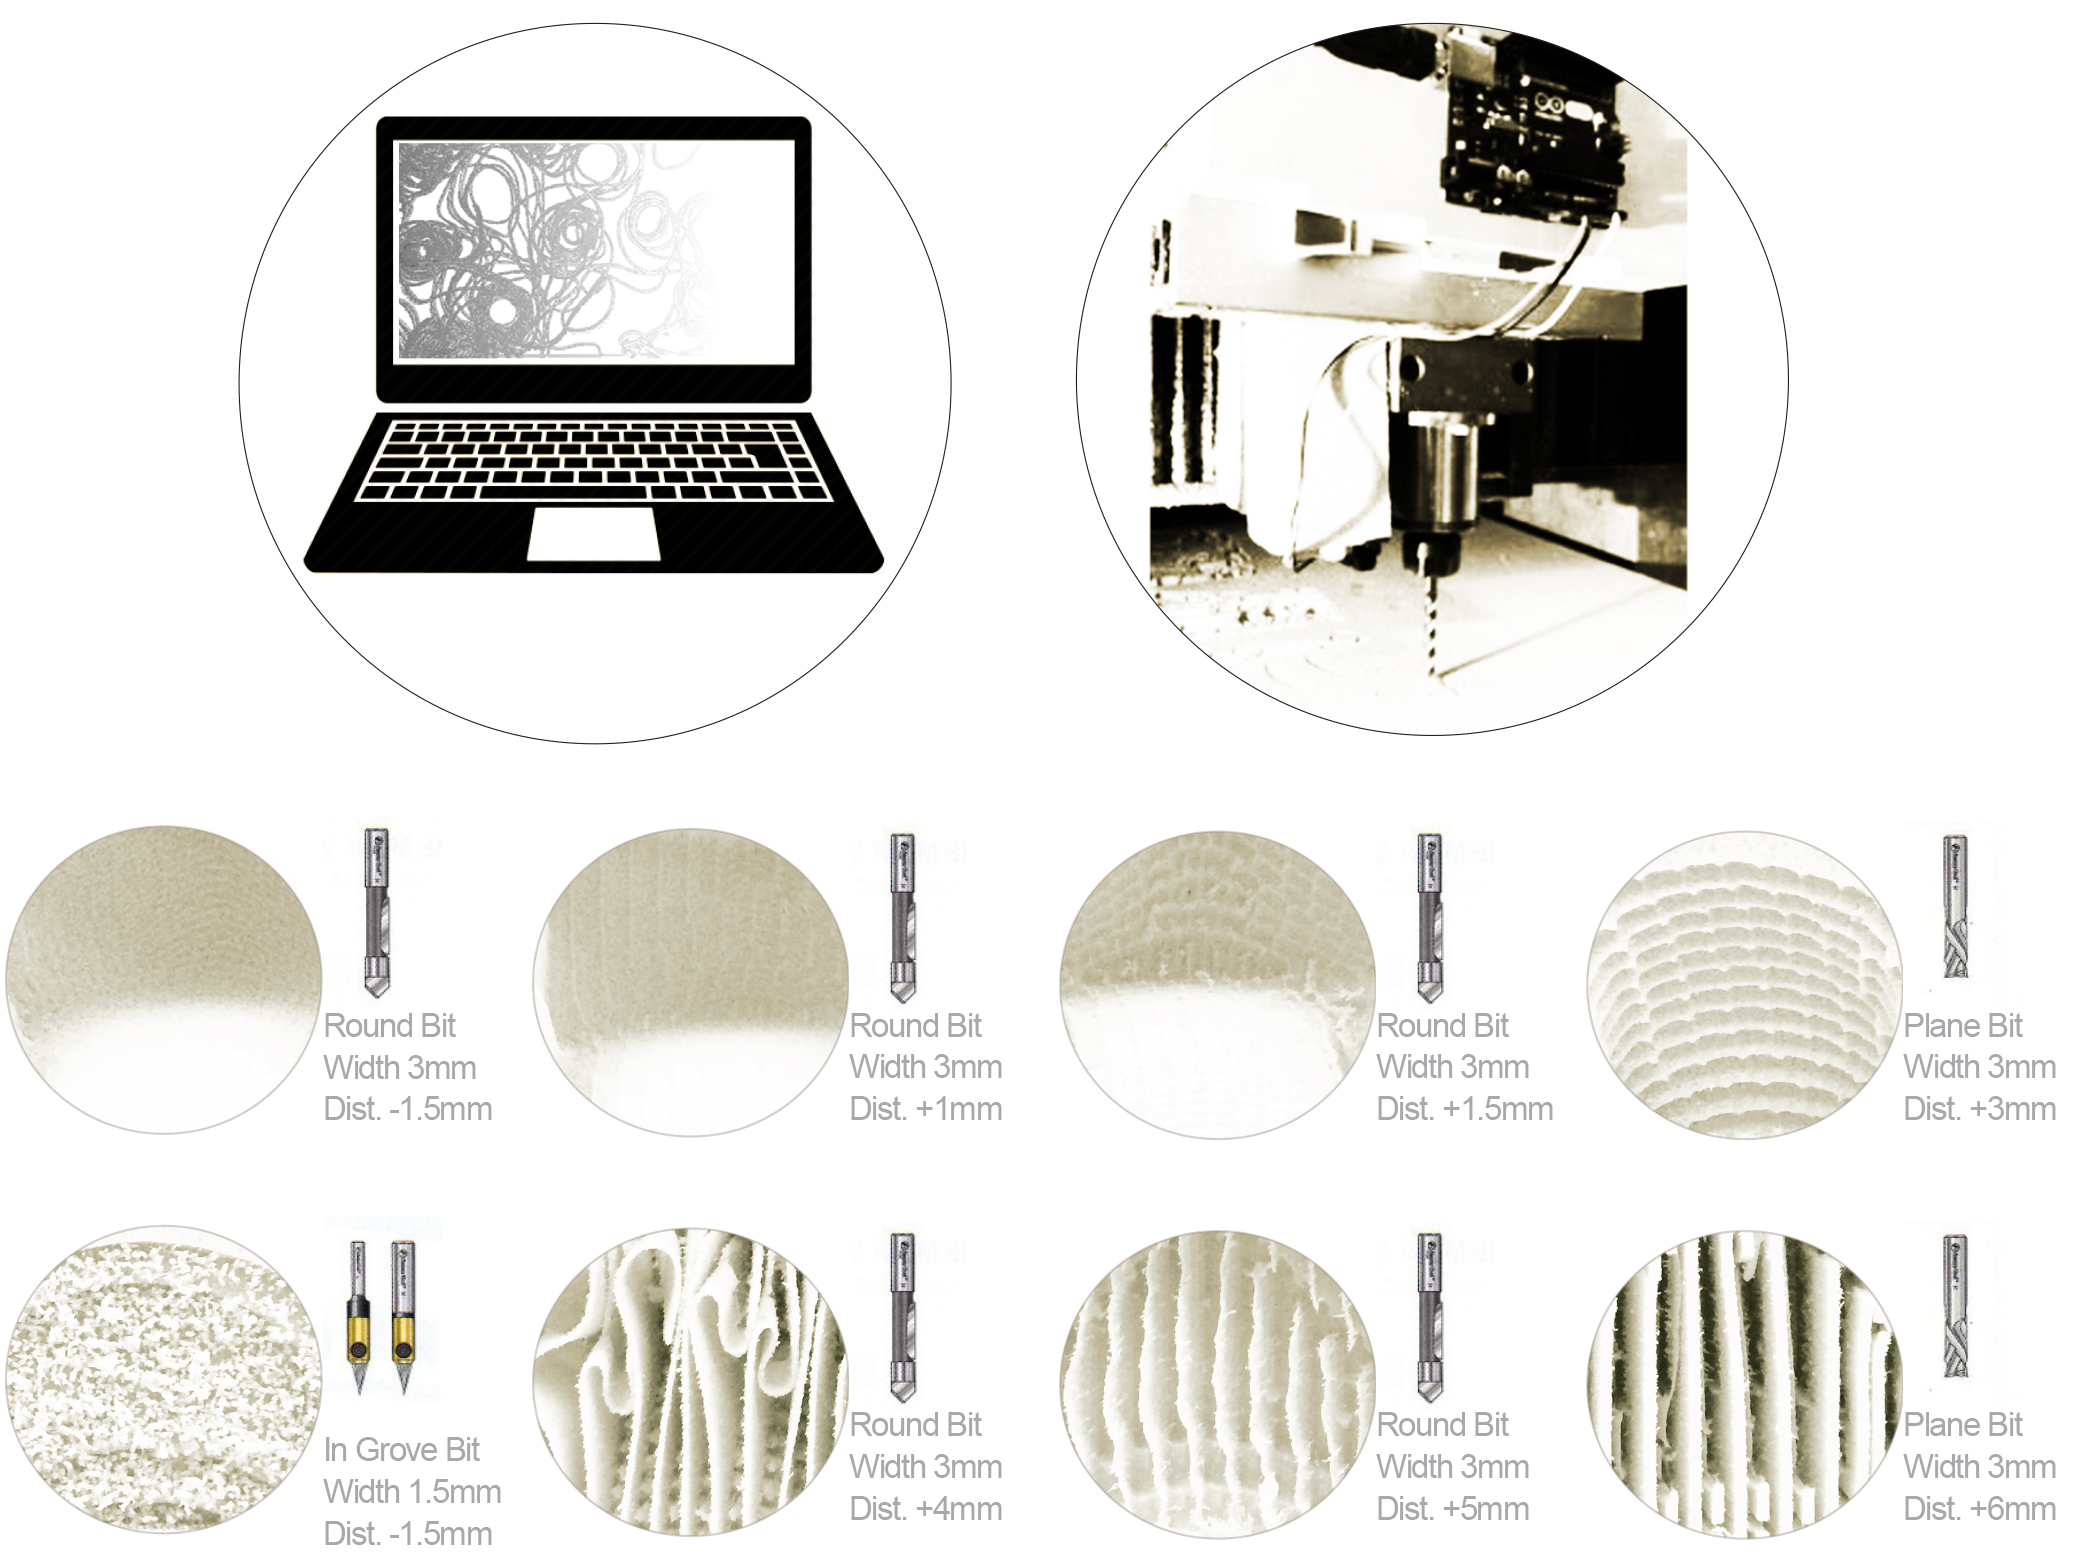 Round Bit
Width 3mm
Dist. -1.5mm
Round Bit
Width 3mm
Dist. +1mm
Round Bit
Width 3mm
Dist. +1.5mm
Plane Bit
Width 3mm
Dist. +3mm
In Grove Bit
Width 1.5mm
Dist. -1.5mm
Round Bit
Width 3mm
Dist. +4mm
Round Bit
Width 3mm
Dist. +5mm
Plane Bit
Width 3mm
Dist. +6mm